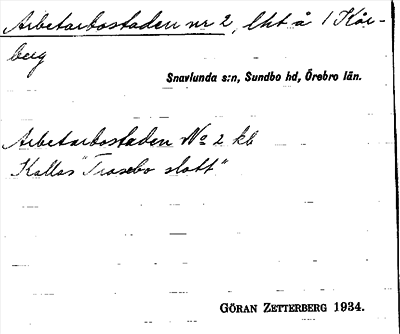 Arbetarbostaden nr 2, lht å 1 Kår-
berg
Snavlunda s:n, Sundbo hd, Örebro län.
Arbetarbostaden No 2 kb
Kallas "Trasebo slott"
GÖRAN ZETTERBERG 1934.